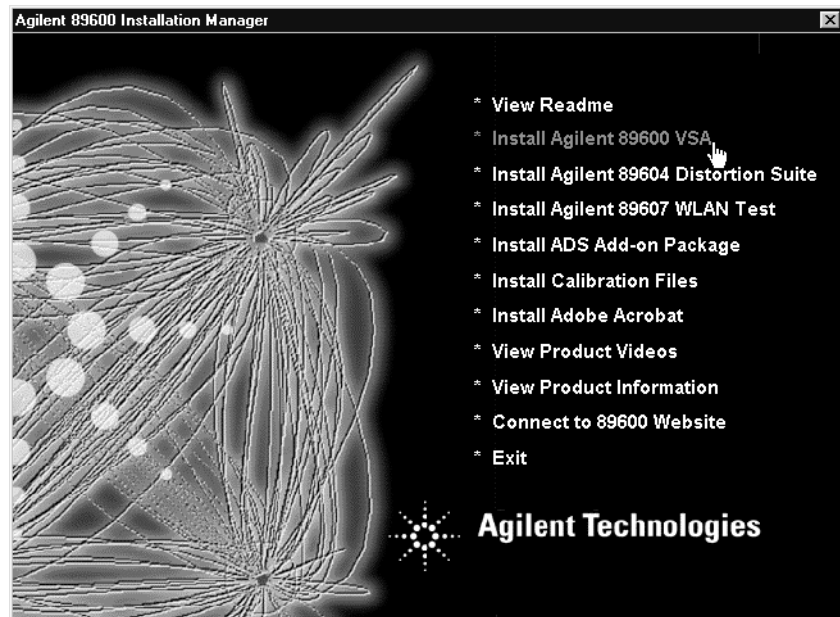 Agilent 89600 Installation Manager
* View Readme
* Install Agilent 89600 VSA
* Install Agilent 89604 Distortion Suite
* Install Agilent 89607 WLAN Test
* Install ADS Add-on Package
* Install Calibration Files
* Install Adobe Acrobat
* View Product Videos
* View Product Information
* Connect to 89600 Website
* Exit
Agilent Technologies